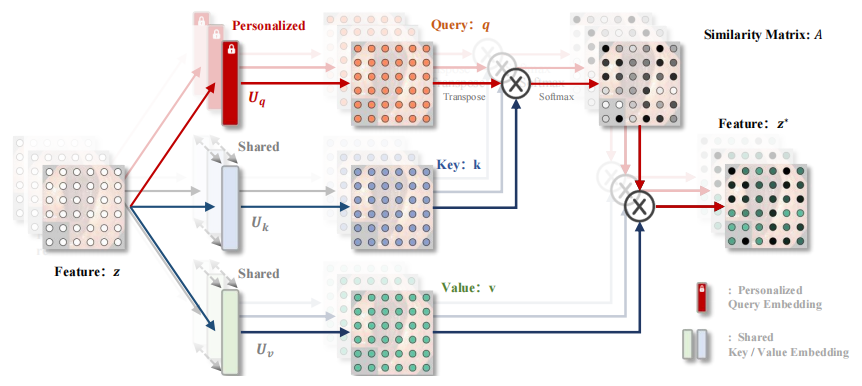 Personalized
Query: q
Similarity Matrix: A
U_q
Transpose
Softmax
Shared
Key: k
Feature: z*
U_k
Feature: z
Shared
Value: v
U_v
: Personalized
Query Embedding
: Shared
Key / Value Embedding